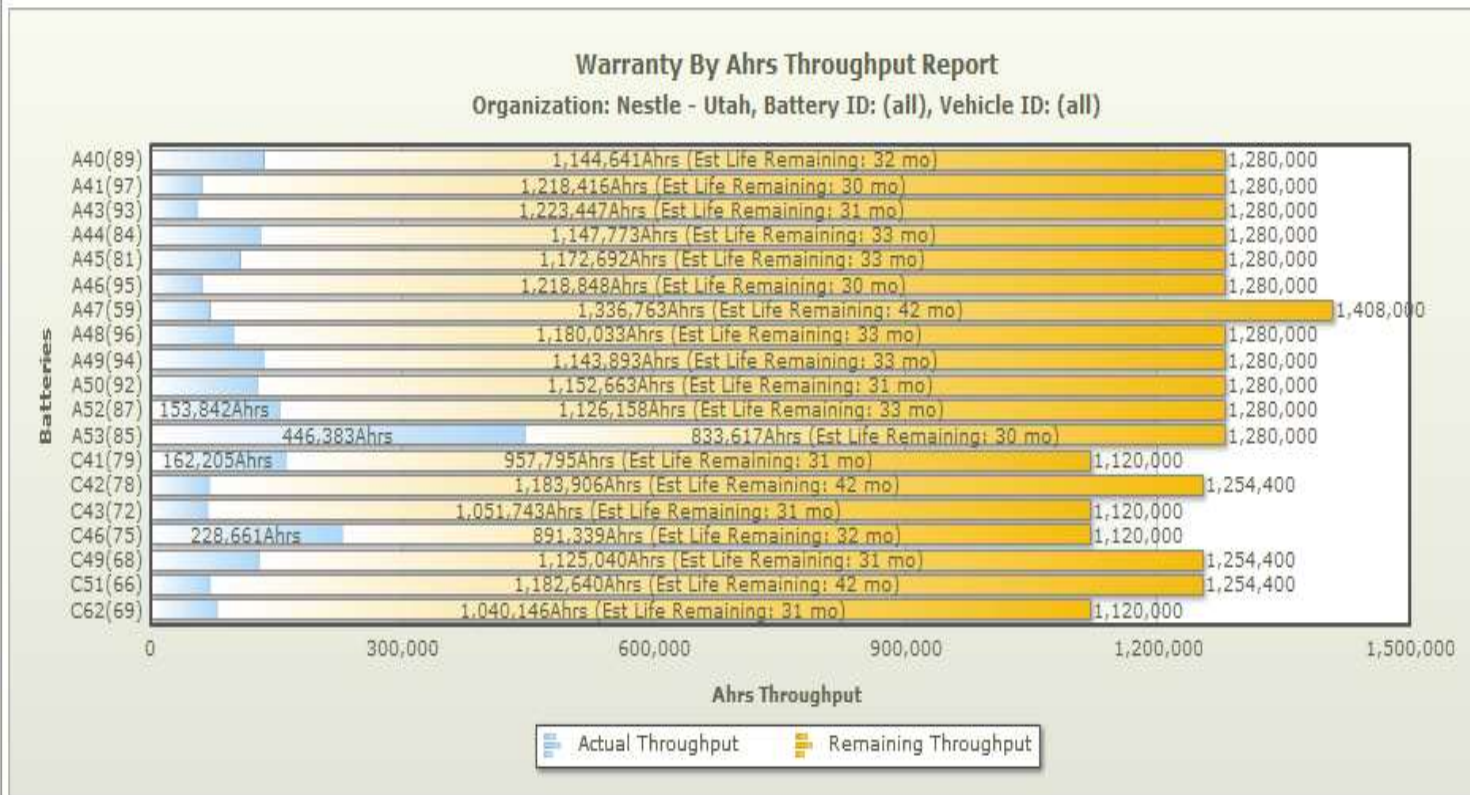 Warranty By Ahrs Throughput Report
Organization: Nestle - Utah, Battery ID: (all), Vehicle ID: (all)
Batteries
A40(89) 1,144,641Ahrs (Est Life Remaining: 32 mo) 1,280,000
A41(97) 1,218,416Ahrs (Est Life Remaining: 30 mo) 1,280,000
A43(93) 1,223,447Ahrs (Est Life Remaining: 31 mo) 1,280,000
A44(84) 1,147,773Ahrs (Est Life Remaining: 33 mo) 1,280,000
A45(81) 1,172,692Ahrs (Est Life Remaining: 33 mo) 1,280,000
A46(95) 1,218,848Ahrs (Est Life Remaining: 30 mo) 1,280,000
A47(59) 1,336,763Ahrs (Est Life Remaining: 42 mo) 1,408,000
A48(96) 1,180,033Ahrs (Est Life Remaining: 33 mo) 1,280,000
A49(94) 1,143,893Ahrs (Est Life Remaining: 33 mo) 1,280,000
A50(92) 1,152,663Ahrs (Est Life Remaining: 31 mo) 1,280,000
A52(87) 153,842Ahrs 1,126,158Ahrs (Est Life Remaining: 33 mo) 1,280,000
A53(85) 446,383Ahrs 833,617Ahrs (Est Life Remaining: 30 mo) 1,280,000
C41(79) 162,205Ahrs 957,795Ahrs (Est Life Remaining: 31 mo) 1,120,000
C42(78) 1,183,906Ahrs (Est Life Remaining: 42 mo) 1,254,400
C43(72) 1,051,743Ahrs (Est Life Remaining: 31 mo) 1,120,000
C46(75) 228,661Ahrs 891,339Ahrs (Est Life Remaining: 32 mo) 1,120,000
C49(68) 1,125,040Ahrs (Est Life Remaining: 31 mo) 1,254,400
C51(66) 1,182,640Ahrs (Est Life Remaining: 42 mo) 1,254,400
C62(69) 1,040,146Ahrs (Est Life Remaining: 31 mo) 1,120,000
0 300,000 600,000 900,000 1,200,000 1,500,000
Ahrs Throughput
Actual Throughput Remaining Throughput